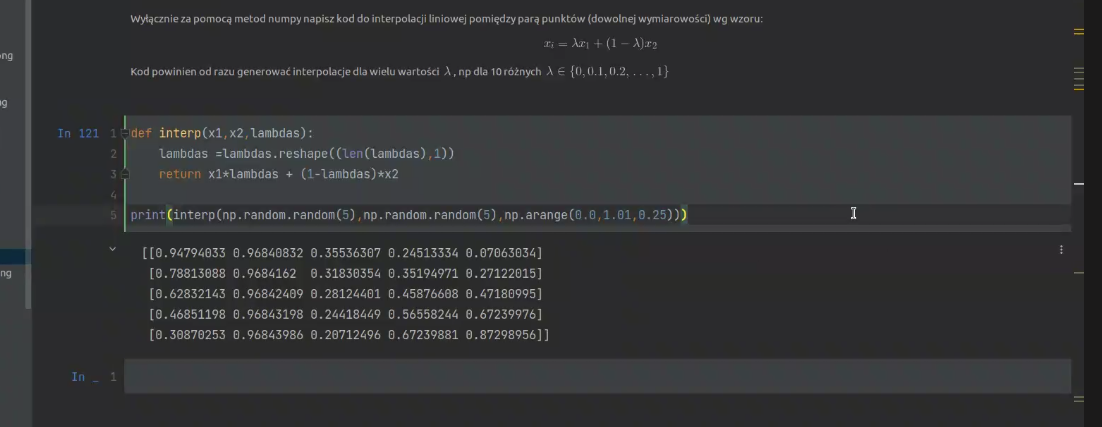 ong
Wyłącznie za pomocą metod numpy napisz kod do interpolacji liniowej pomiędzy parą punktów (dowolnej wymiarowości) wg wzoru:
x_i = λx_1 + (1 − λ)x_2
Kod powinien od razu generować interpolacje dla wielu wartości λ , np dla 10 różnych λ ∈ {0, 0.1, 0.2, . . . , 1}
ng
In 121 1 def interp(x1,x2,lambdas):
2 lambdas =lambdas.reshape((len(lambdas),1))
3 return x1*lambdas + (1-lambdas)*x2
4
5 print(interp(np.random.random(5),np.random.random(5),np.arange(0.0,1.01,0.25)))
[[0.94794033 0.96840832 0.35536307 0.24513334 0.07063034]
[0.78813088 0.9684162  0.31830354 0.35194971 0.27122015]
ng
[0.62832143 0.96842409 0.28124401 0.45876608 0.47180995]
[0.46851198 0.96843198 0.24418449 0.56558244 0.67239976]
[0.30870253 0.96843986 0.20712496 0.67239881 0.87298956]]
In _ 1